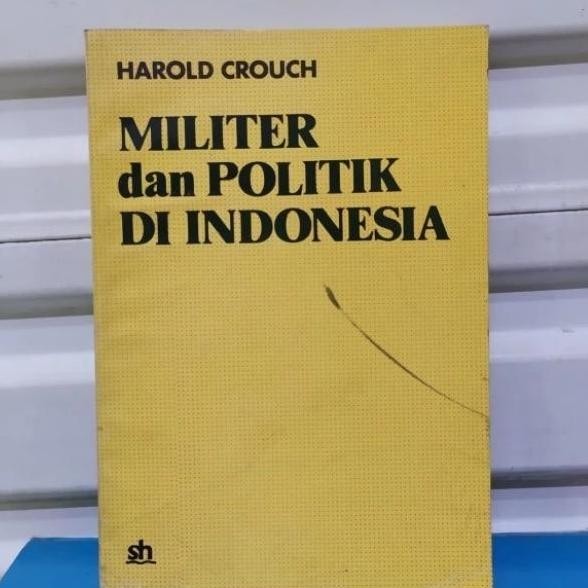 HAROLD CROUCH
MILITER
dan POLITIK
DI INDONESIA
sh